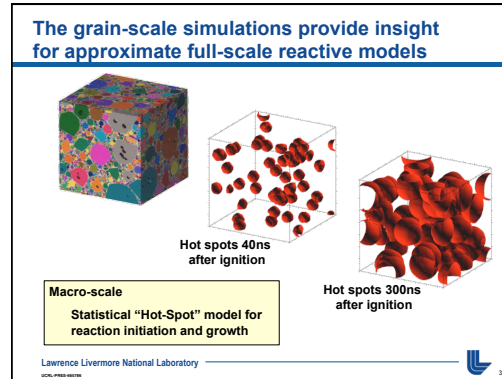 The grain-scale simulations provide insight
for approximate full-scale reactive models
Hot spots 40ns
after ignition
Hot spots 300ns
after ignition
Macro-scale
Statistical “Hot-Spot” model for
reaction initiation and growth
Lawrence Livermore National Laboratory
3